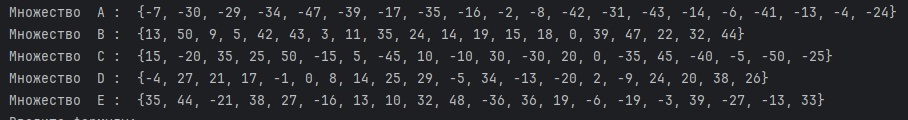 Множество  A :  {-7, -30, -29, -34, -47, -39, -17, -35, -16, -2, -8, -42, -31, -43, -14, -6, -41, -13, -4, -24}
Множество  B :  {13, 50, 9, 5, 42, 43, 3, 11, 35, 24, 14, 19, 15, 18, 0, 39, 47, 22, 32, 44}
Множество  C :  {15, -20, 35, 25, 50, -15, 5, -45, 10, -10, 30, -30, 20, 0, -35, 45, -40, -5, -50, -25}
Множество  D :  {-4, 27, 21, 17, -1, 0, 8, 14, 25, 29, -5, 34, -13, -20, 2, -9, 24, 20, 38, 26}
Множество  E :  {35, 44, -21, 38, 27, -16, 13, 10, 32, 48, -36, 36, 19, -6, -19, -3, 39, -27, -13, 33}